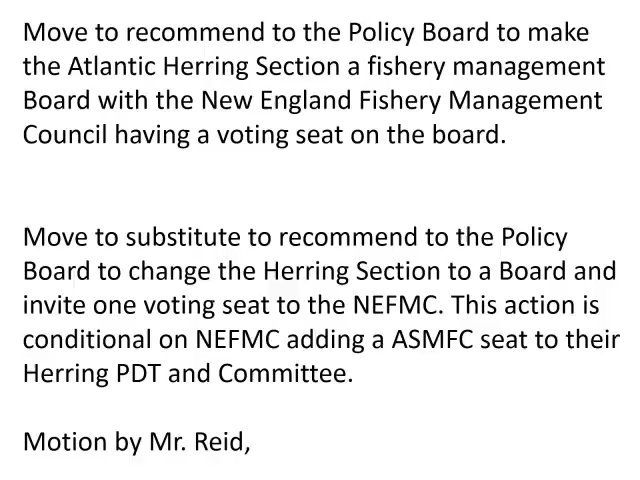 Move to recommend to the Policy Board to make
the Atlantic Herring Section a fishery management
Board with the New England Fishery Management
Council having a voting seat on the board.
Move to substitute to recommend to the Policy
Board to change the Herring Section to a Board and
invite one voting seat to the NEFMC. This action is
conditional on NEFMC adding a ASMFC seat to their
Herring PDT and Committee.
Motion by Mr. Reid,